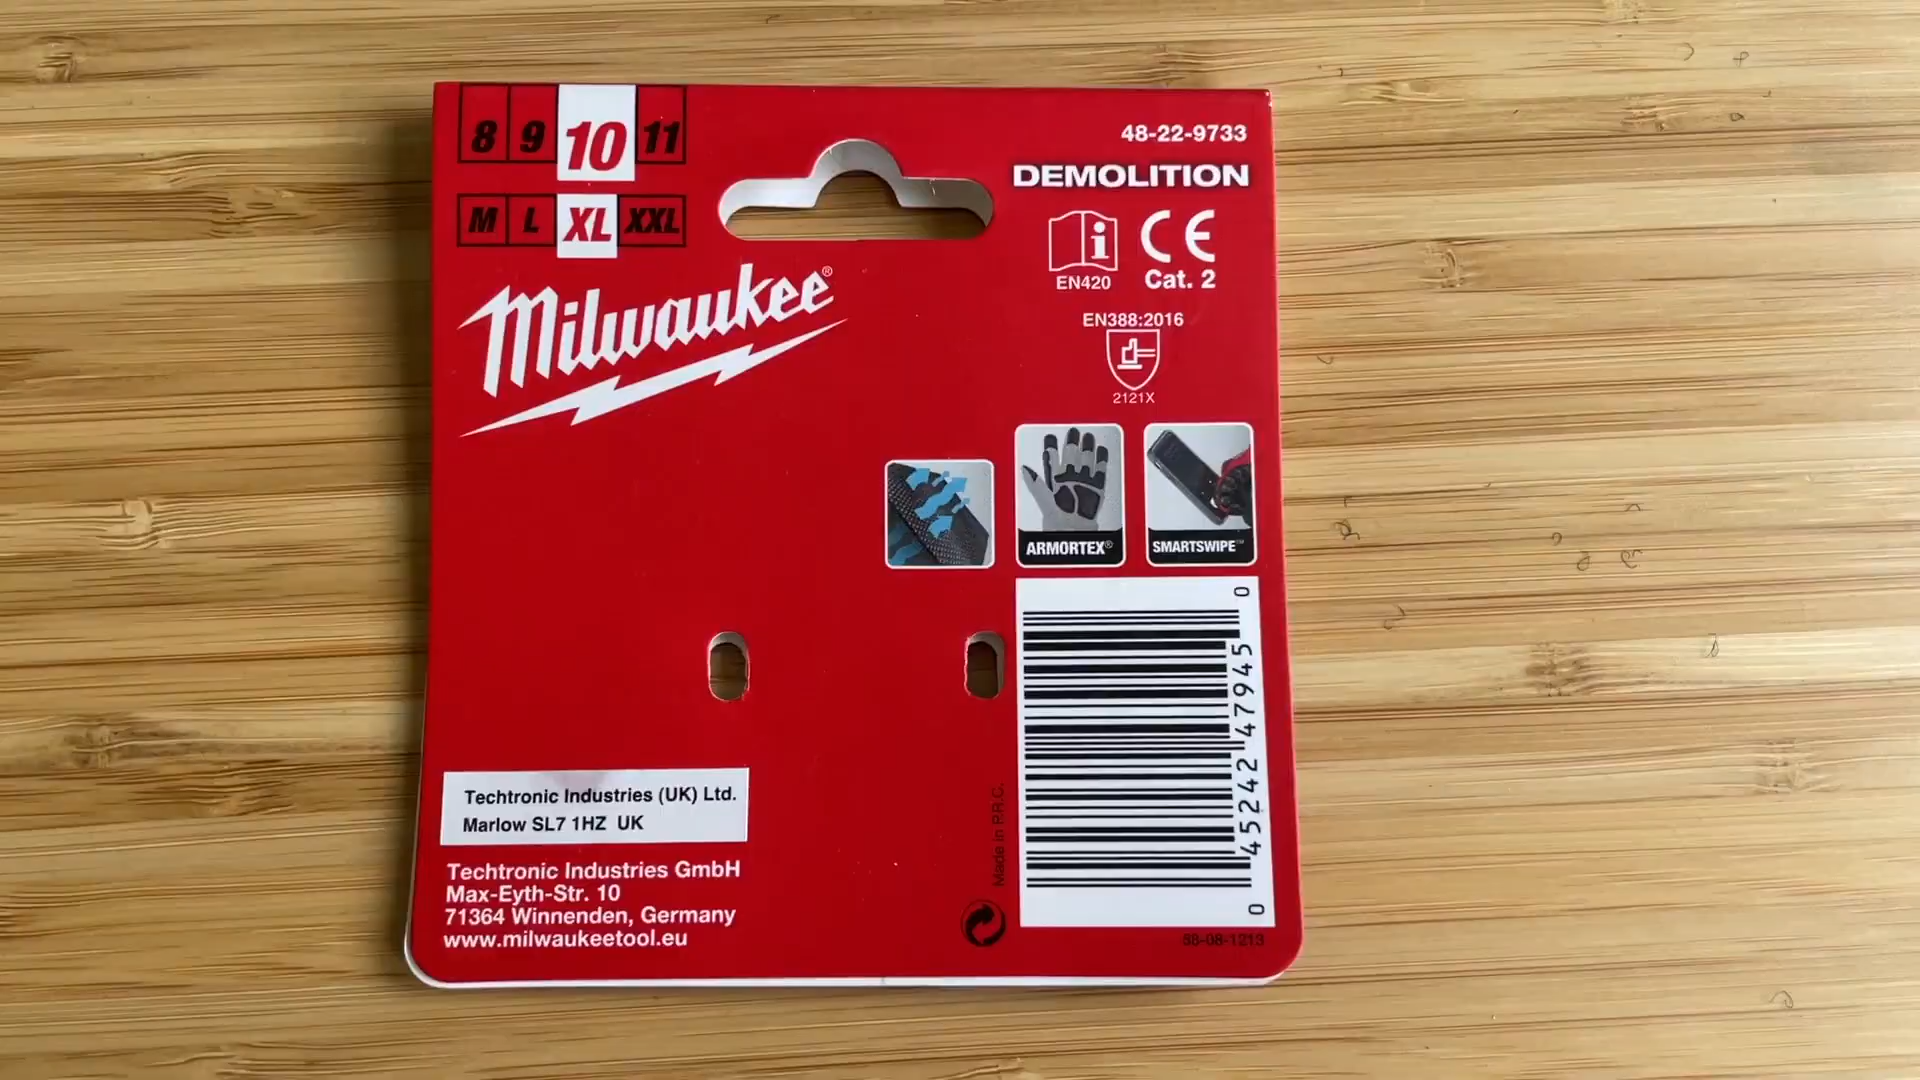 8 9 10 11
M L XL XXL
Milwaukee®
48-22-9733
DEMOLITION
EN420
CE
Cat. 2
EN388:2016
2121X
ARMORTEX®
SMARTSWIPE™
0 45242 47945 0
Made in P.R.C.
Techtronic Industries (UK) Ltd.
Marlow SL7 1HZ UK
Techtronic Industries GmbH
Max-Eyth-Str. 10
71364 Winnenden, Germany
www.milwaukeetool.eu